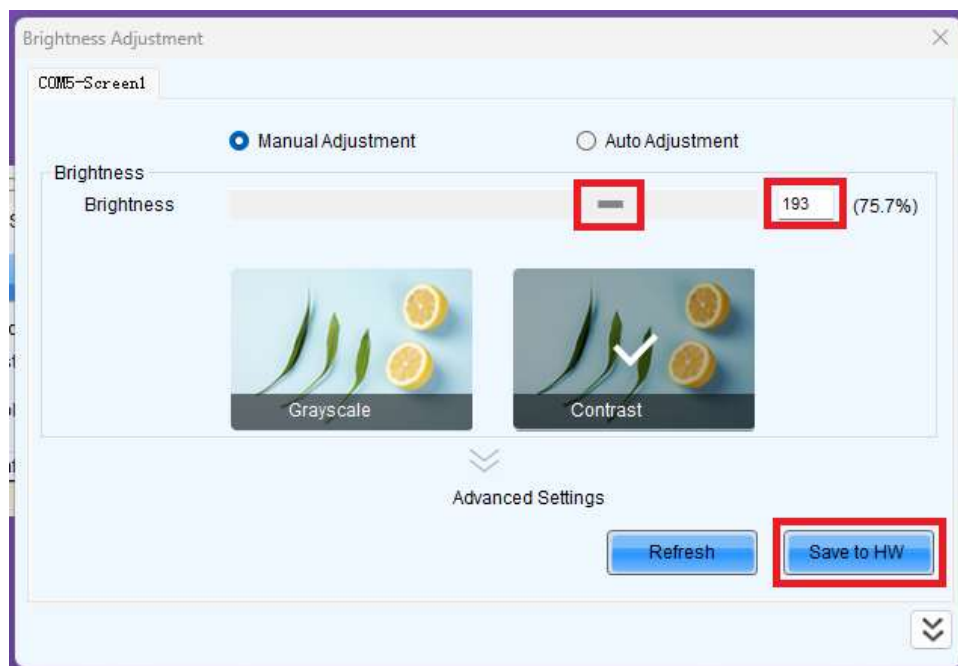 Brightness Adjustment
COM5-Screen1
Manual Adjustment
Auto Adjustment
Brightness
Brightness
193
(75.7%)
Grayscale
Contrast
Advanced Settings
Refresh
Save to HW